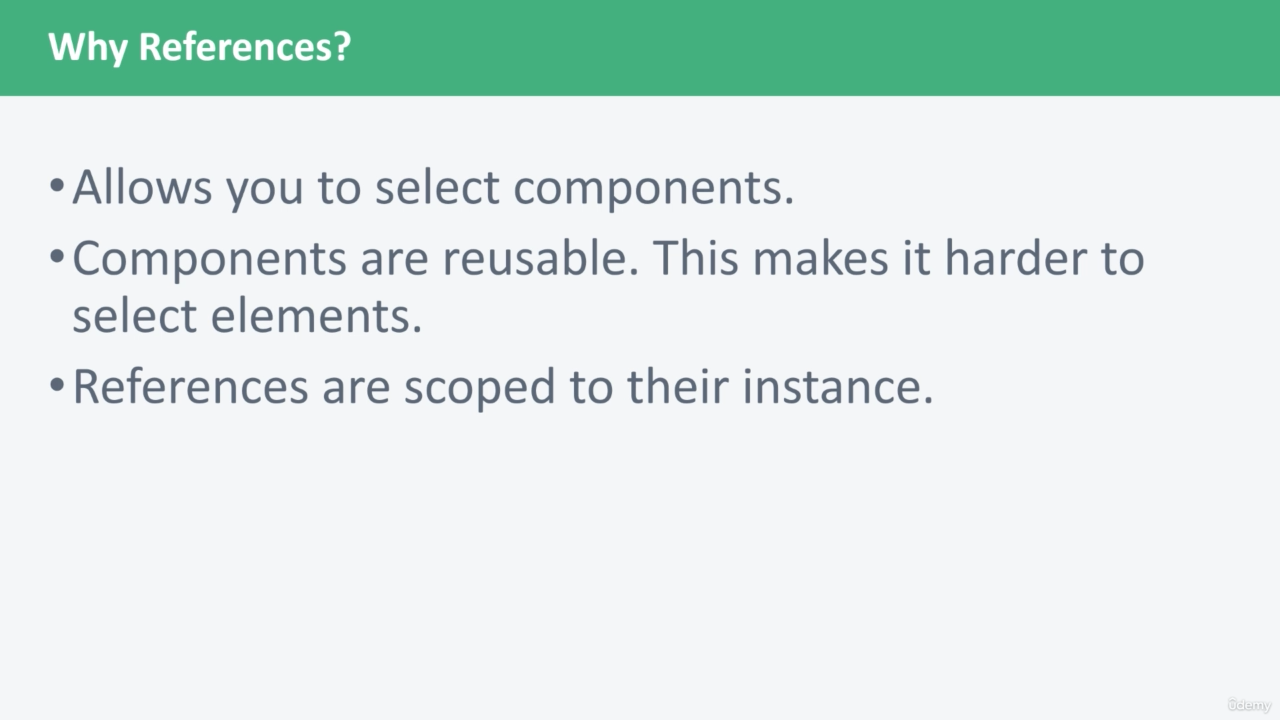 Why References?
•Allows you to select components.
•Components are reusable. This makes it harder to
select elements.
•References are scoped to their instance.
ûdemy